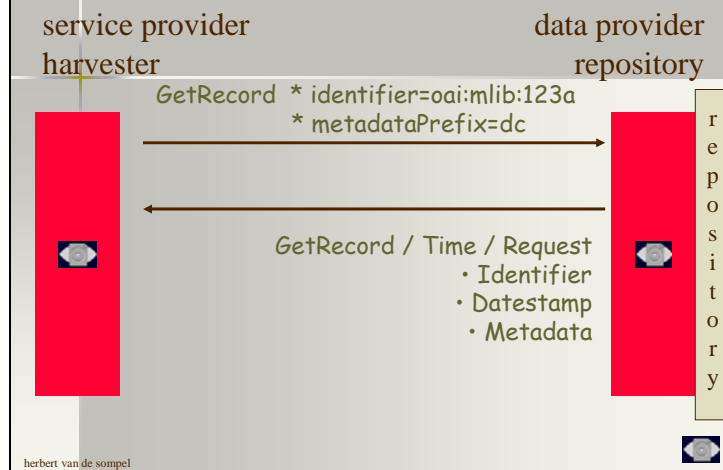 service provider
harvester
data provider
repository
GetRecord * identifier=oai:mlib:123a
* metadataPrefix=dc
GetRecord / Time / Request
• Identifier
• Datestamp
• Metadata
repository
herbert van de sompel